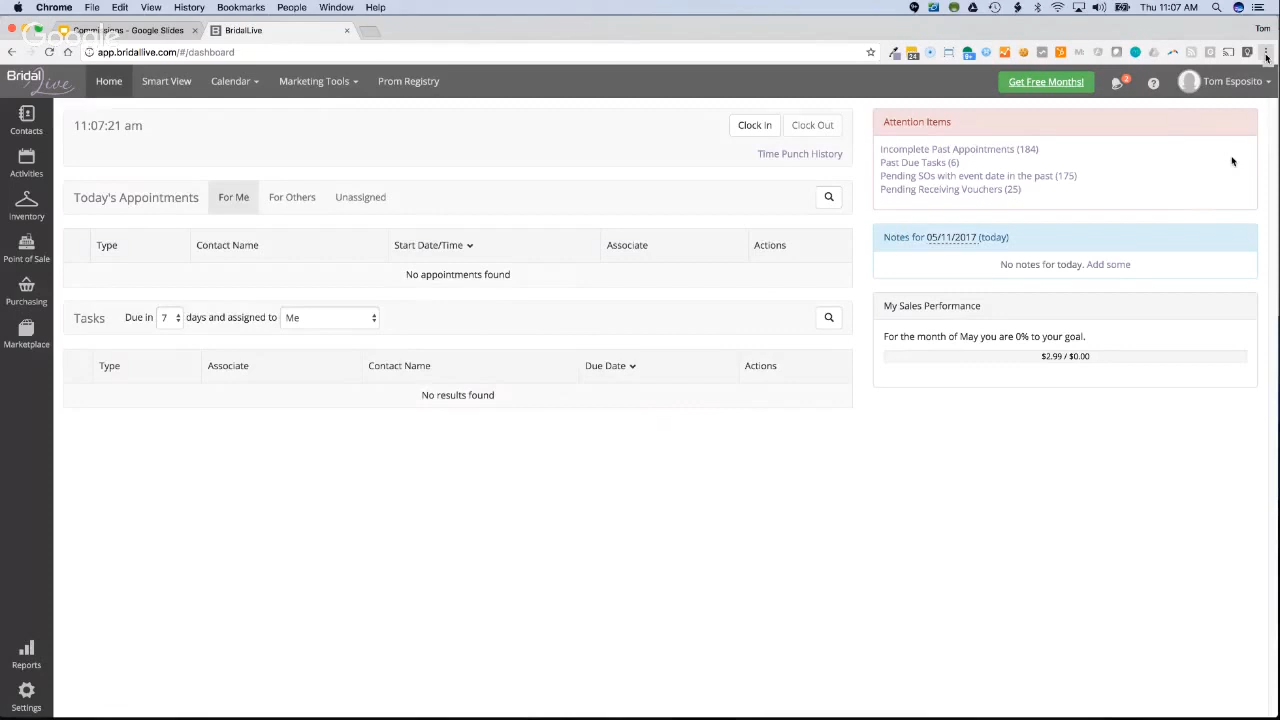 Chrome File Edit View History Bookmarks People Window Help Thu 11:07 AM
Commissions - Google Slides × BridalLive × Tom
Google
app.bridallive.com/#/dashboard
Bridal Live Home Smart View Calendar Marketing Tools Prom Registry Get Free Months! 2 Tom Esposito
Contacts
Activities
Inventory
Point of Sale
Purchasing
Marketplace
Reports
Settings
11:07:21 am Clock In Clock Out
Time Punch History
Today's Appointments For Me For Others Unassigned
Type Contact Name Start Date/Time Associate Actions
No appointments found
Tasks Due in 7 days and assigned to Me
Type Associate Contact Name Due Date Actions
No results found
Attention Items
Incomplete Past Appointments (184)
Past Due Tasks (6)
Pending SOs with event date in the past (175)
Pending Receiving Vouchers (25)
Notes for 05/11/2017 (today)
No notes for today. Add some
My Sales Performance
For the month of May you are 0% to your goal.
$2.99 / $0.00